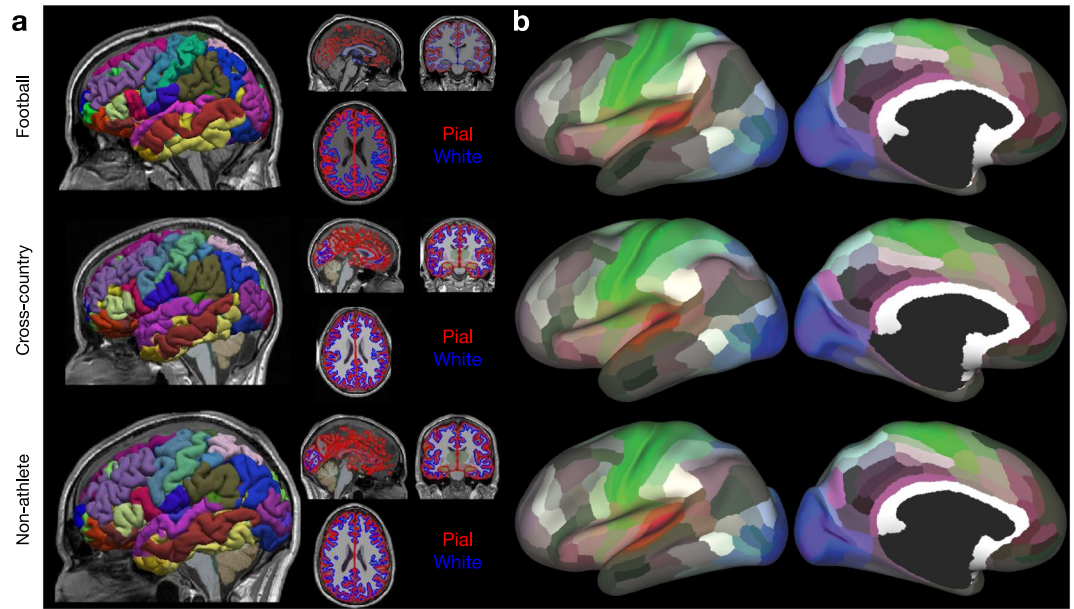 a
b
Football
Pial
White
Cross-country
Pial
White
Non-athlete
Pial
White